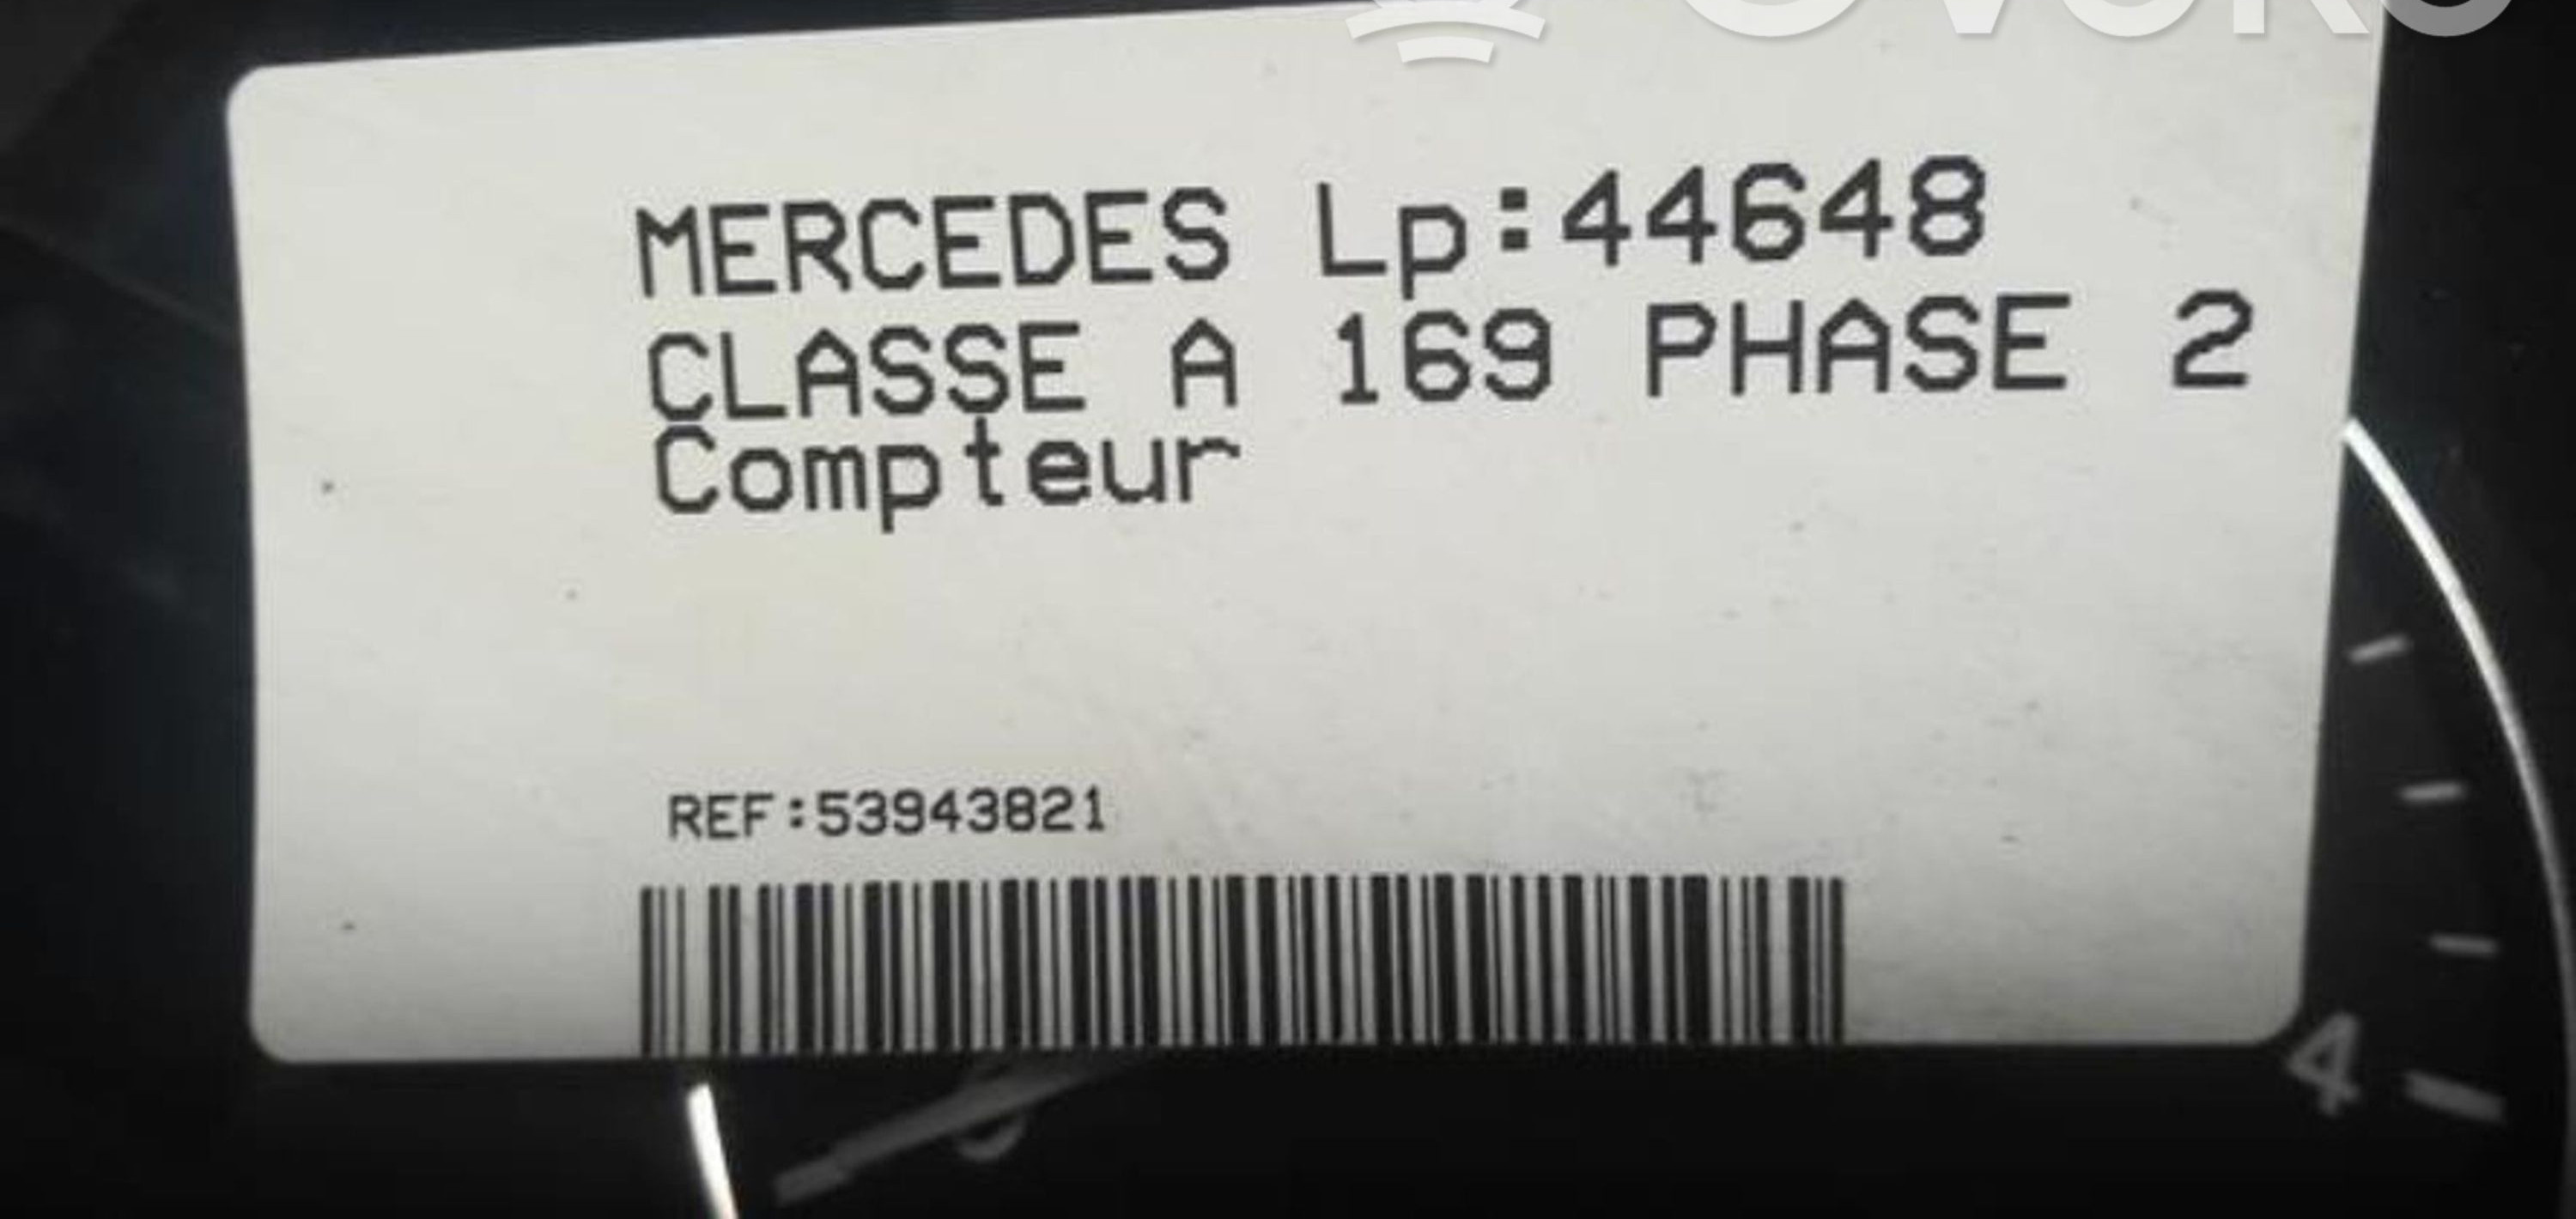 MERCEDES Lp:44648
CLASSE A 169 PHASE 2
Compteur
REF:53943821
4